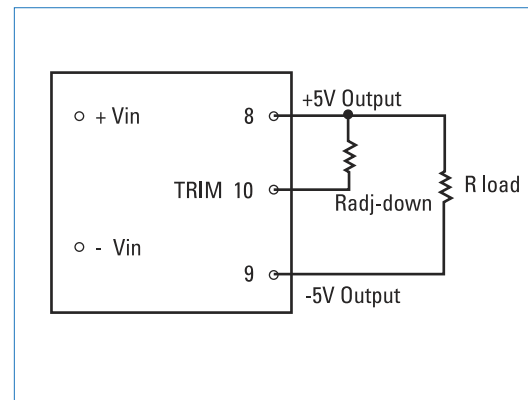 +5V Output
+ Vin
8
TRIM 10
Radj-down
R load
- Vin
9
-5V Output